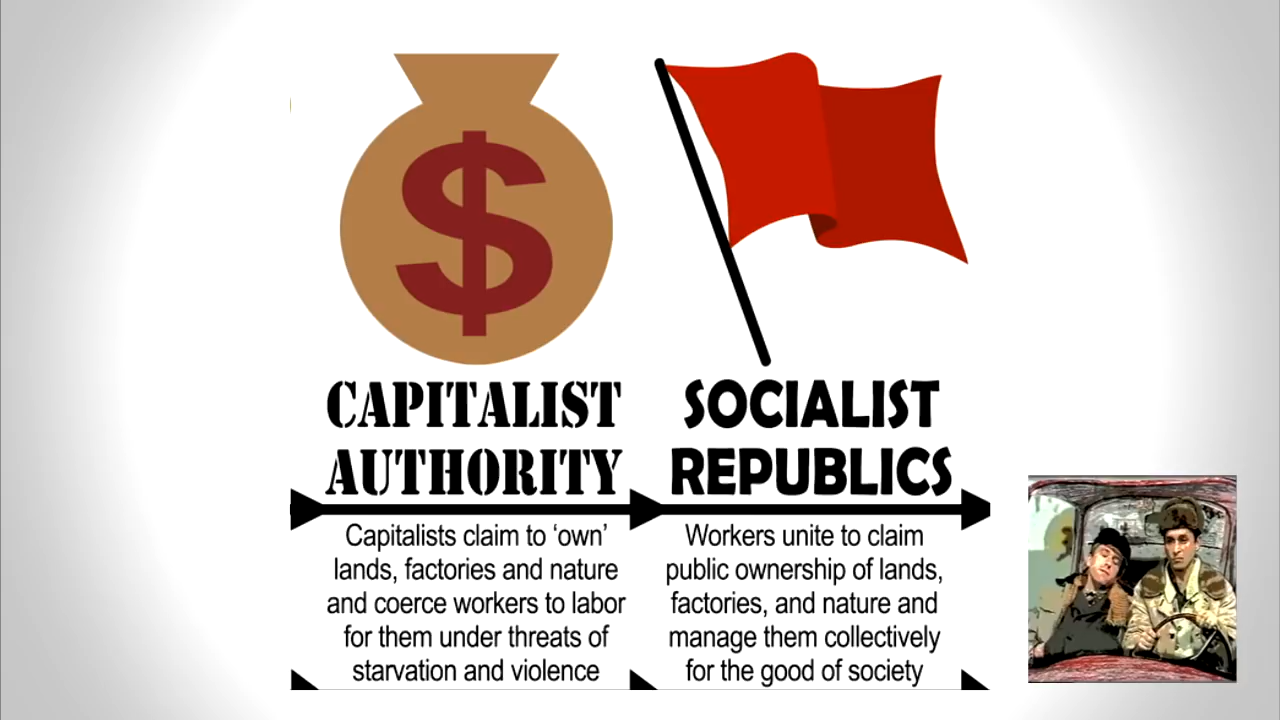 $
CAPITALIST
AUTHORITY
Capitalists claim to ‘own’
lands, factories and nature
and coerce workers to labor
for them under threats of
starvation and violence
SOCIALIST
REPUBLICS
Workers unite to claim
public ownership of lands,
factories, and nature and
manage them collectively
for the good of society